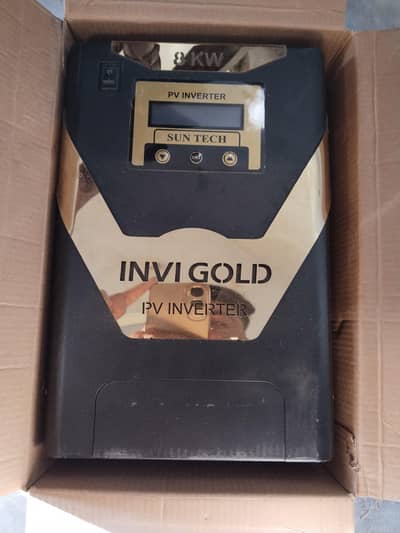 8 KW
PV INVERTER
SUN TECH
INVI GOLD
PV INVERTER